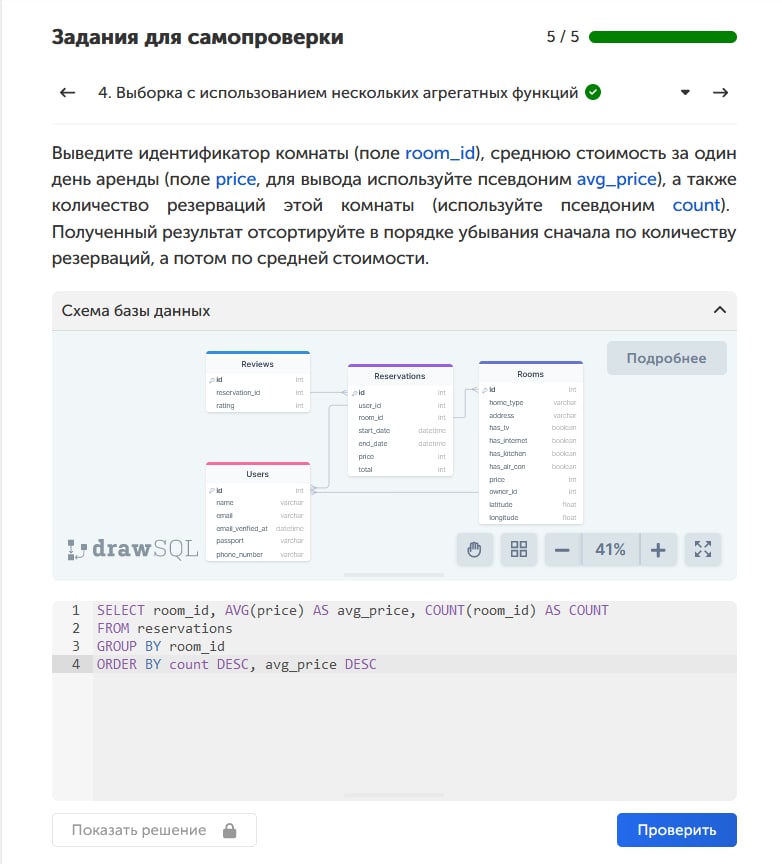 Задания для самопроверки
5 / 5
4. Выборка с использованием нескольких агрегатных функций
Выведите идентификатор комнаты (поле room_id), среднюю стоимость за один
день аренды (поле price, для вывода используйте псевдоним avg_price), а также
количество резерваций этой комнаты (используйте псевдоним count).
Полученный результат отсортируйте в порядке убывания сначала по количеству
резерваций, а потом по средней стоимости.
Схема базы данных
Подробнее
Reviews
id int
reservation_id int
rating int
Reservations
id int
user_id int
room_id int
start_date datetime
end_date datetime
price int
total int
Rooms
id int
home_type varchar
address varchar
has_tv boolean
has_internet boolean
has_kitchen boolean
has_air_con boolean
price int
owner_id int
latitude float
longitude float
Users
id int
name varchar
email varchar
email_verified_at datetime
passport varchar
phone_number varchar
drawSQL
41%
1 SELECT room_id, AVG(price) AS avg_price, COUNT(room_id) AS COUNT
2 FROM reservations
3 GROUP BY room_id
4 ORDER BY count DESC, avg_price DESC
Показать решение
Проверить